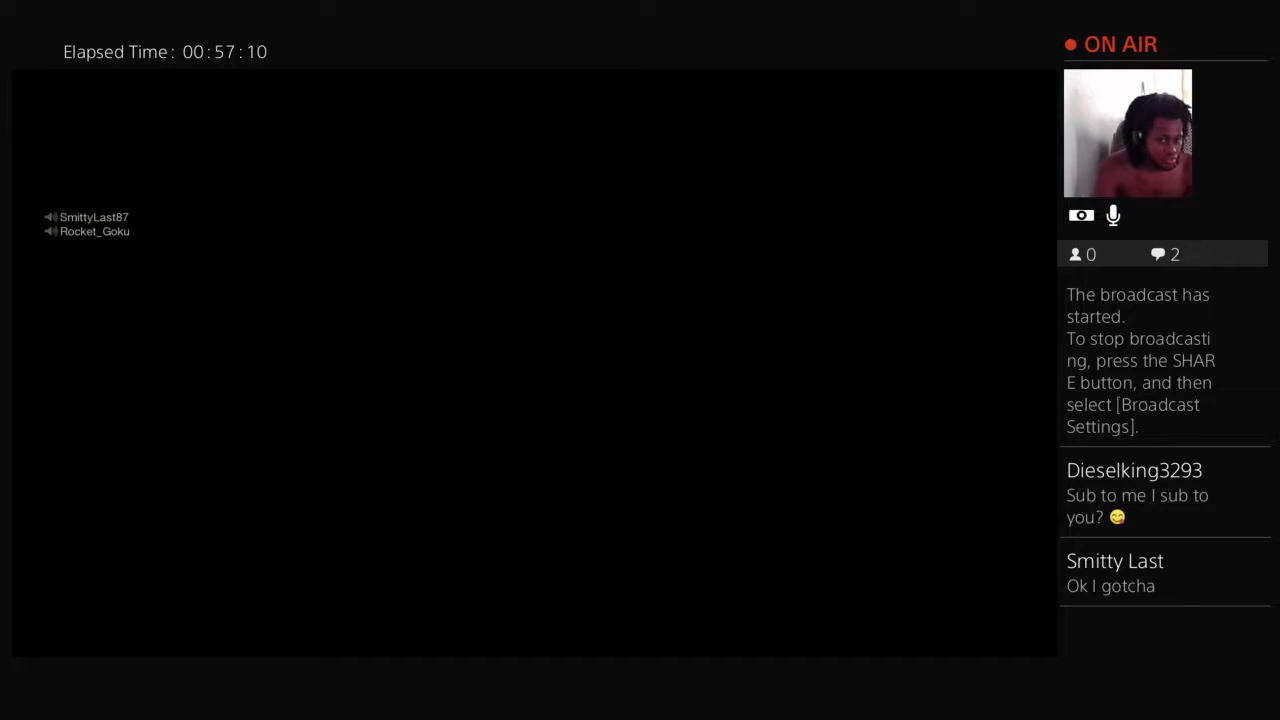 Elapsed Time: 00:57:10
ON AIR
SmittyLast87
Rocket_Goku
0 2
The broadcast has
started.
To stop broadcasti
ng, press the SHAR
E button, and then
select [Broadcast
Settings].
Dieselking3293
Sub to me I sub to
you? 😋
Smitty Last
Ok I gotcha